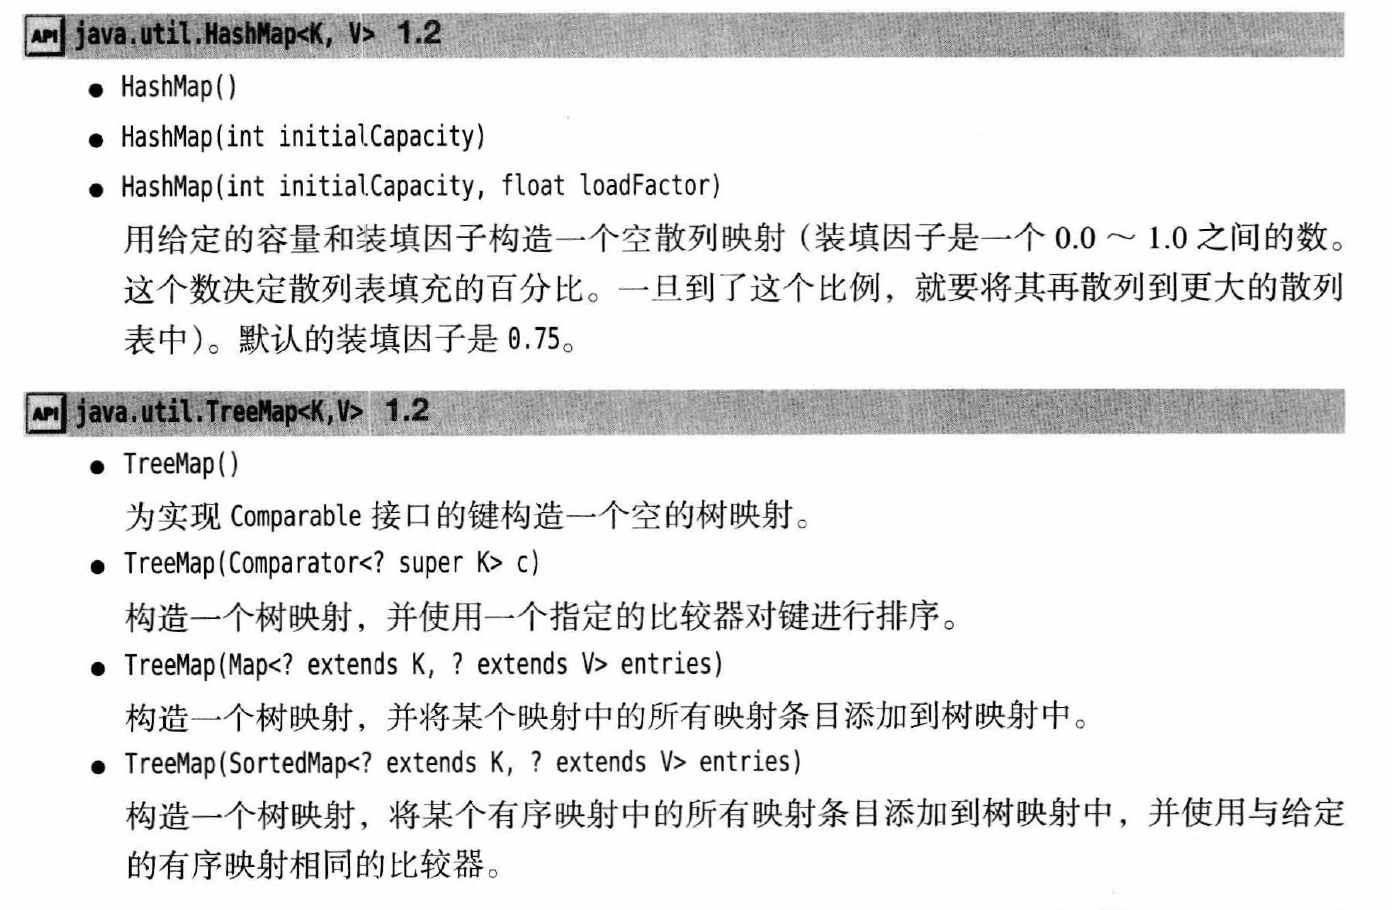 API java.util.HashMap<K, V> 1.2
● HashMap()
● HashMap(int initialCapacity)
● HashMap(int initialCapacity, float loadFactor)
用给定的容量和装填因子构造一个空散列映射（装填因子是一个 0.0 ～ 1.0 之间的数。
这个数决定散列表填充的百分比。一旦到了这个比例，就要将其再散列到更大的散列
表中）。默认的装填因子是 0.75。
API java.util.TreeMap<K,V> 1.2
● TreeMap()
为实现 Comparable 接口的键构造一个空的树映射。
● TreeMap(Comparator<? super K> c)
构造一个树映射，并使用一个指定的比较器对键进行排序。
● TreeMap(Map<? extends K, ? extends V> entries)
构造一个树映射，并将某个映射中的所有映射条目添加到树映射中。
● TreeMap(SortedMap<? extends K, ? extends V> entries)
构造一个树映射，将某个有序映射中的所有映射条目添加到树映射中，并使用与给定
的有序映射相同的比较器。